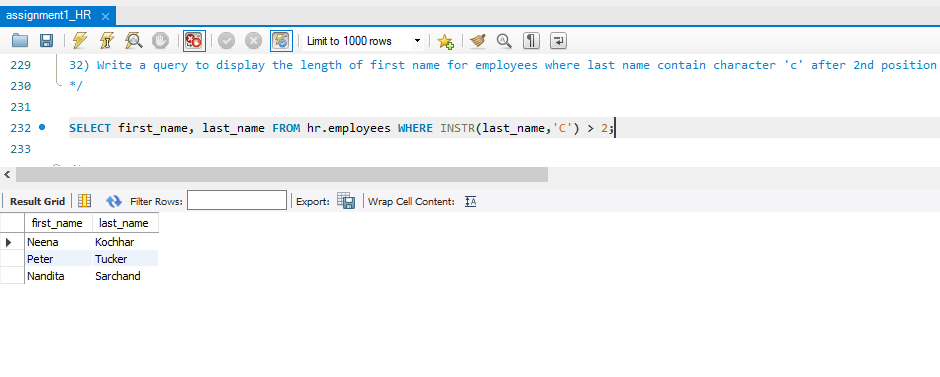 assignment1_HR ×
Limit to 1000 rows
229 32) Write a query to display the length of first name for employees where last name contain character 'c' after 2nd position
230 */
231
232 SELECT first_name, last_name FROM hr.employees WHERE INSTR(last_name,'C') > 2;
233
Result Grid Filter Rows: Export: Wrap Cell Content: IA
first_name last_name
Neena Kochhar
Peter Tucker
Nandita Sarchand